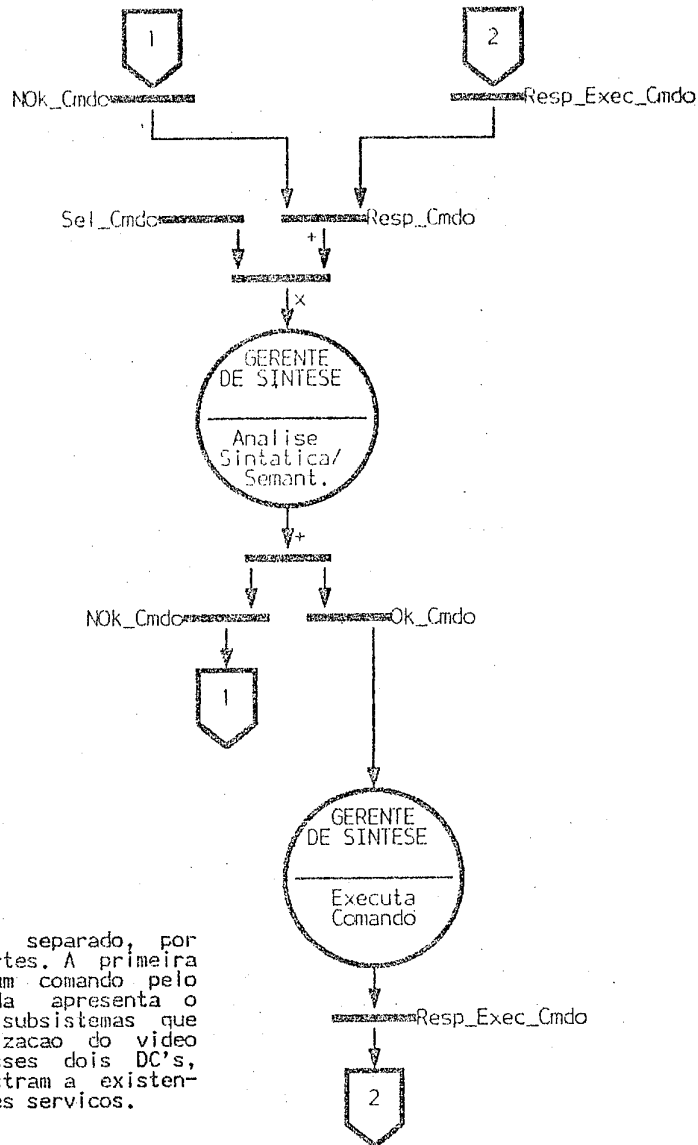 1
2
NOk_Cmdo
Resp_Exec_Cmdo
Sel_Cmdo
Resp_Cmdo
+
x
GERENTE
DE SINTESE
Analise
Sintatica/
Semant.
+
NOk_Cmdo
Ok_Cmdo
1
GERENTE
DE SINTESE
Executa
Comando
separado, por
rtes. A primeira
um comando pelo
da apresenta o
subsistemas que
zacao do video
sses dois DC's,
stram a existen-
es servicos.
Resp_Exec_Cmdo
2